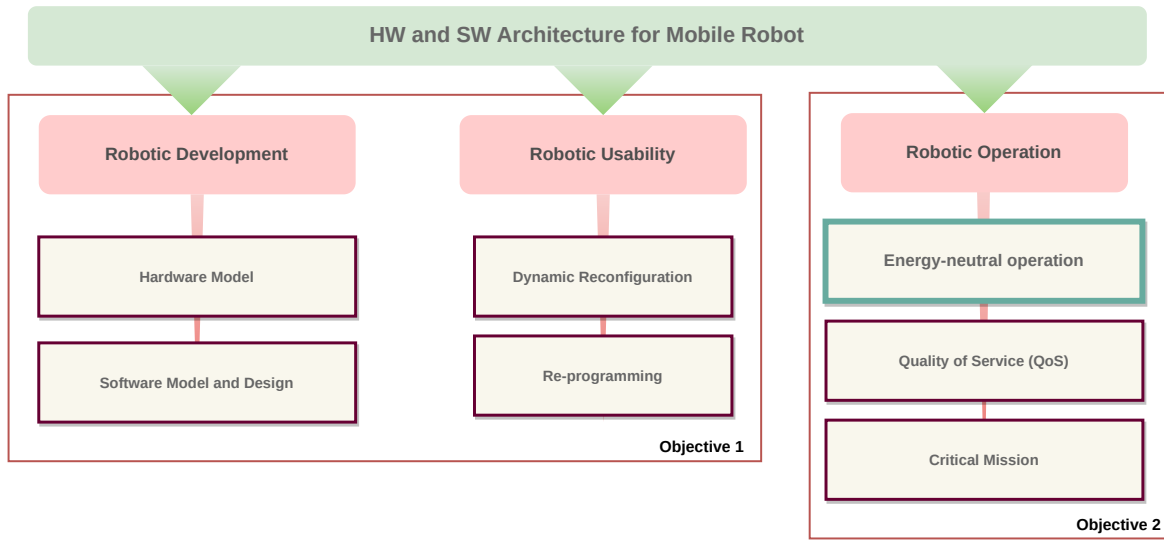 HW and SW Architecture for Mobile Robot
Robotic Development
Hardware Model
Software Model and Design
Robotic Usability
Dynamic Reconfiguration
Re-programming
Objective 1
Robotic Operation
Energy-neutral operation
Quality of Service (QoS)
Critical Mission
Objective 2